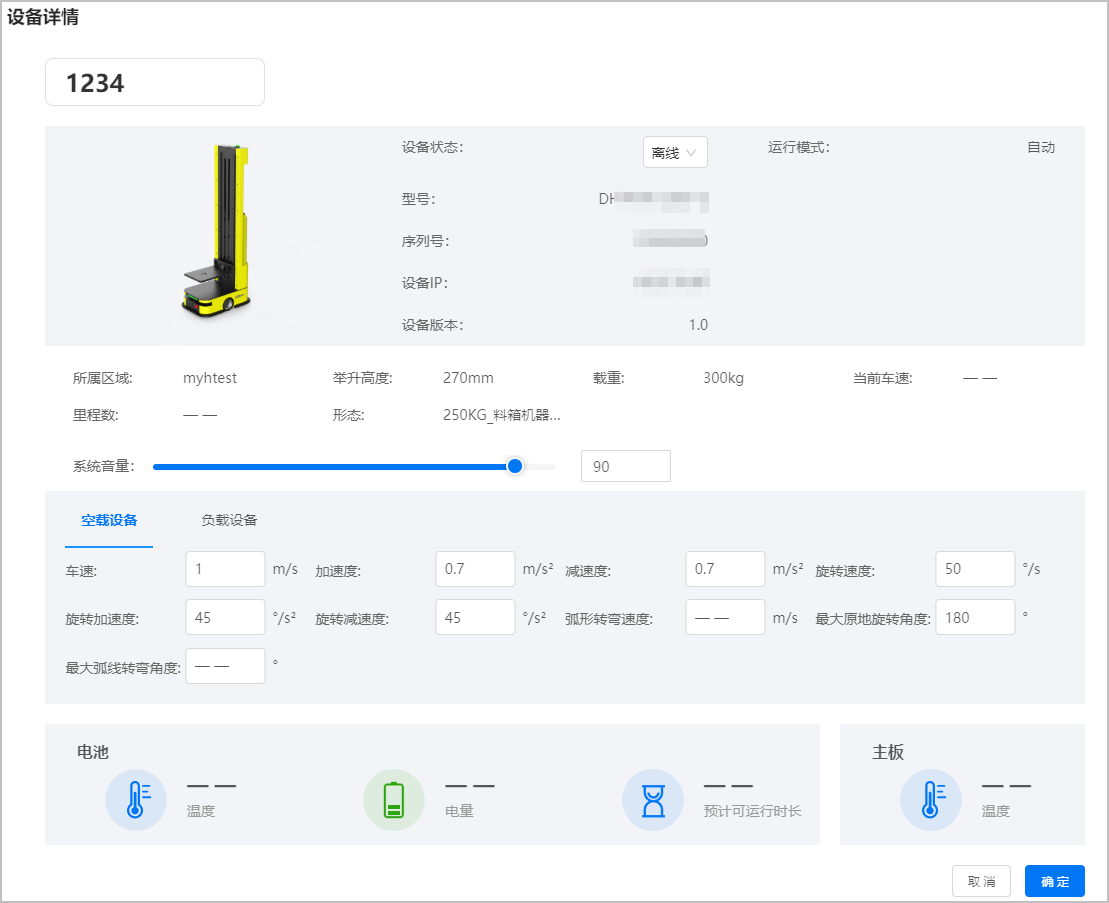 设备详情
1234
设备状态: 离线 运行模式: 自动
型号:
序列号:
设备IP:
设备版本: 1.0
所属区域: myhtest 举升高度: 270mm 载重: 300kg 当前车速: — —
里程数: — — 形态: 250KG_料箱机器...
系统音量: 90
空载设备 负载设备
车速: 1 m/s 加速度: 0.7 m/s² 减速度: 0.7 m/s² 旋转速度: 50 °/s
旋转加速度: 45 °/s² 旋转减速度: 45 °/s² 弧形转弯速度: — — m/s 最大原地旋转角度: 180 °
最大弧线转弯角度: — — °
电池 主板
— — — — — — — —
温度 电量 预计可运行时长 温度
取消 确定